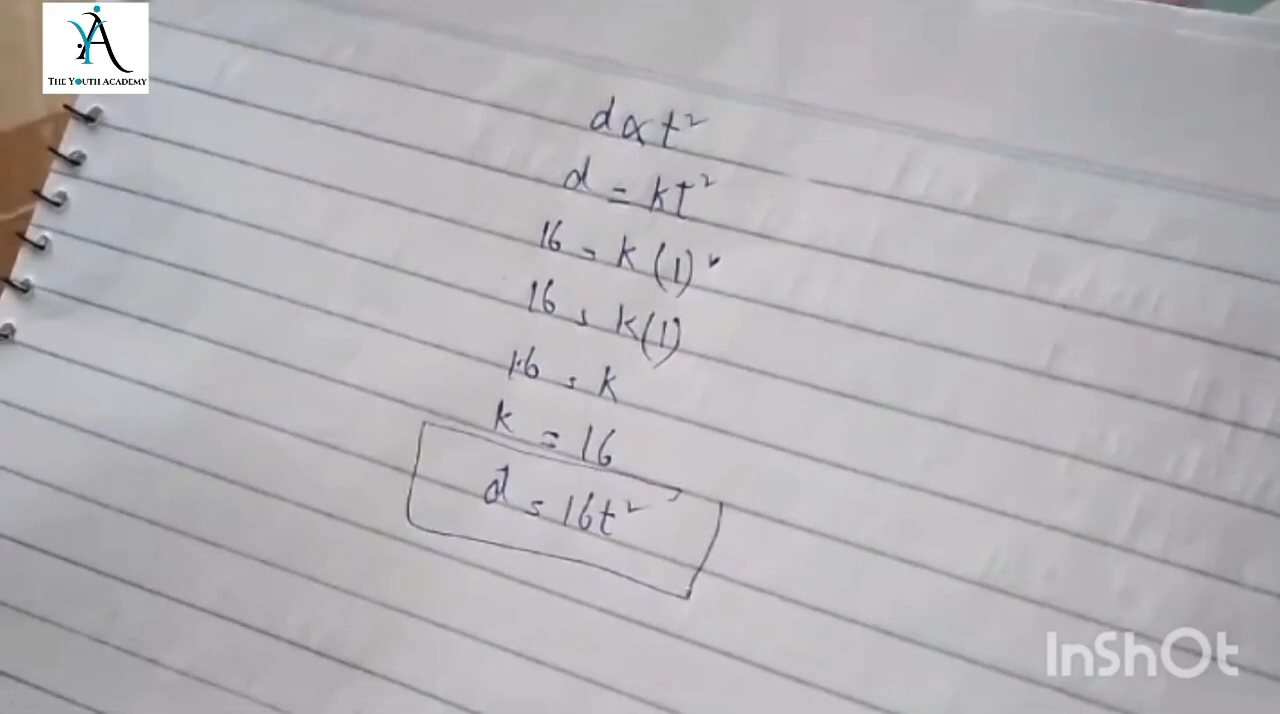 THE YOUTH ACADEMY
d ∝ t²
d = kt²
16 = k(1)²
16 = k(1)
16 = k
k = 16
d = 16t²
InShOt